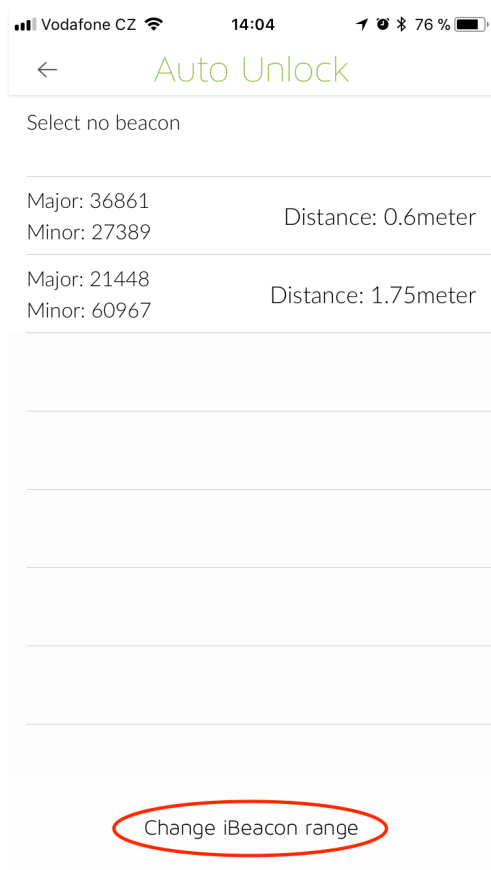 Vodafone CZ 14:04 76 %
Auto Unlock
Select no beacon
Major: 36861
Minor: 27389
Distance: 0.6meter
Major: 21448
Minor: 60967
Distance: 1.75meter
Change iBeacon range